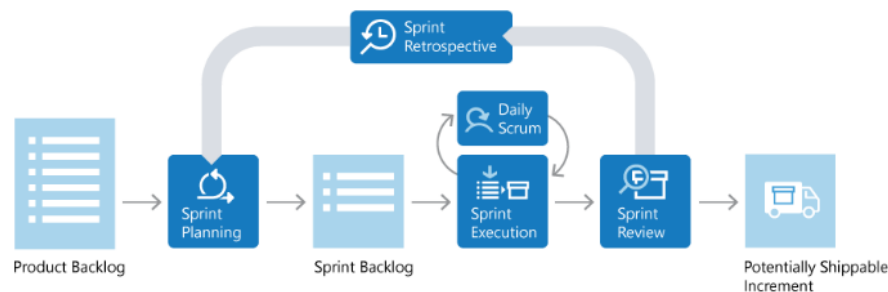 Sprint
Retrospective
Daily
Scrum
Sprint
Planning
Sprint
Execution
Sprint
Review
Product Backlog
Sprint Backlog
Potentially Shippable
Increment